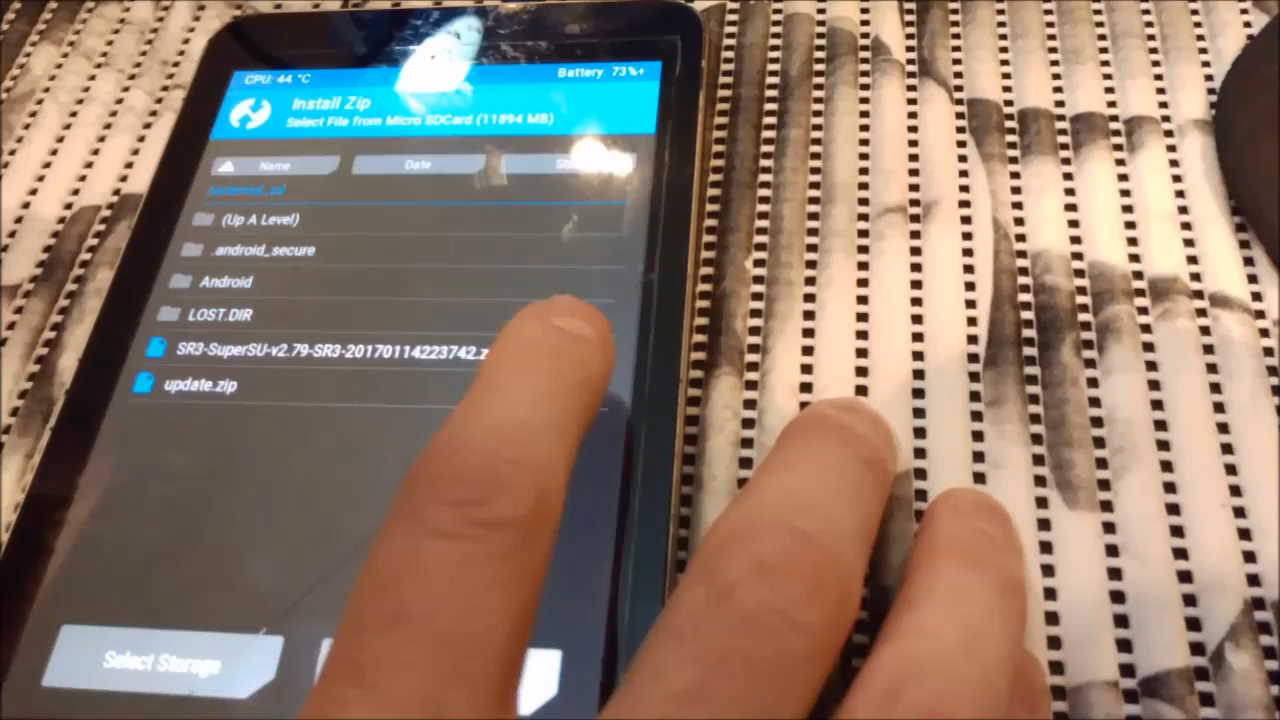 CPU: 44 °C
Battery: 73%+
Install Zip
Select File from Micro SDCard (11894 MB)
Name
Date
(Up A Level)
.android_secure
Android
LOST.DIR
SR3-SuperSU-v2.79-SR3-20170114223742.z
update.zip
Select Storage